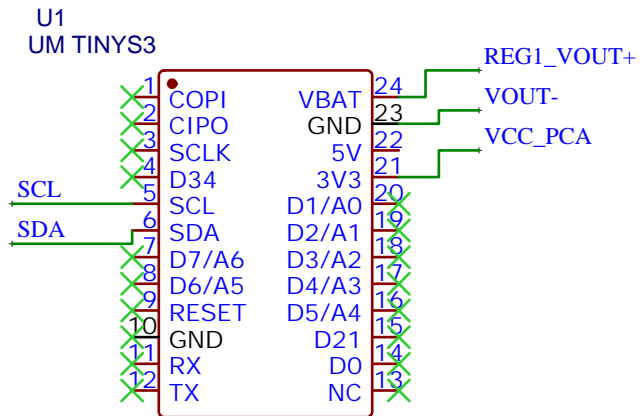 U1
UM TINYS3
REG1_VOUT+
VOUT-
VCC_PCA
SCL
SDA
1 COPI VBAT 24
2 CIPO GND 23
3 SCLK 5V 22
4 D34 3V3 21
5 SCL D1/A0 20
6 SDA D2/A1 19
7 D7/A6 D3/A2 18
8 D6/A5 D4/A3 17
9 RESET D5/A4 16
10 GND D21 15
11 RX D0 14
12 TX NC 13